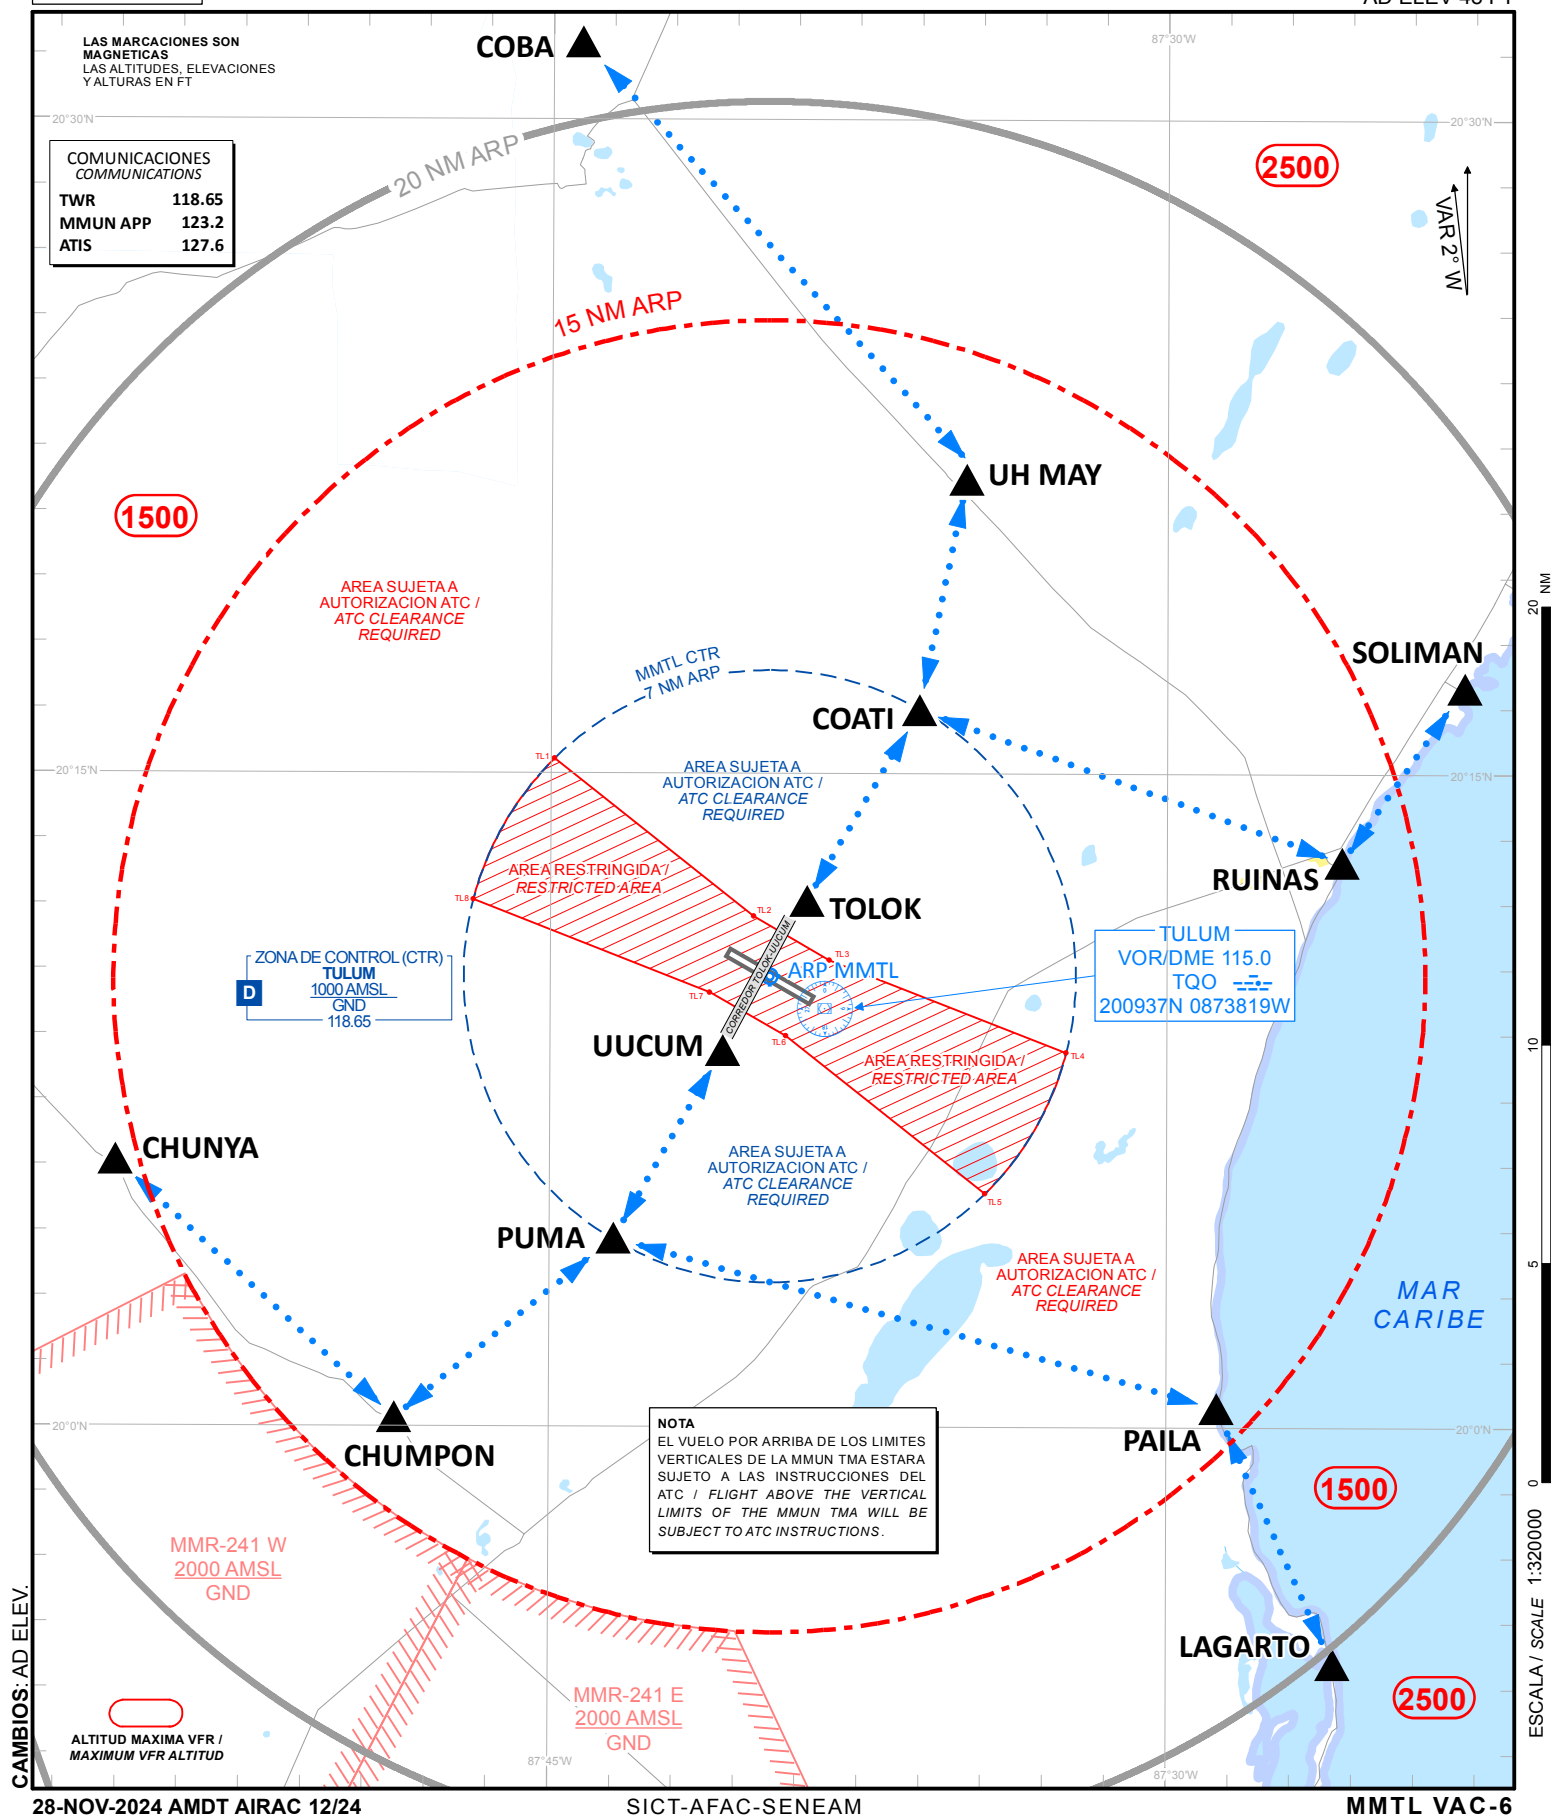 LAS MARCACIONES SON
MAGNETICAS
LAS ALTITUDES, ELEVACIONES
Y ALTURAS EN FT
COBA
87°30'W
20°30'N
20°30'N
20 NM ARP
COMUNICACIONES
COMMUNICATIONS
TWR 118.65
MMUN APP 123.2
ATIS 127.6
2500
VAR 2° W
15 NM ARP
UH MAY
1500
AREA SUJETA A
AUTORIZACION ATC /
ATC CLEARANCE
REQUIRED
20 NM
MMTL CTR
7 NM ARP
SOLIMAN
COATI
TL1
20°15'N
20°15'N
AREA SUJETA A
AUTORIZACION ATC /
ATC CLEARANCE
REQUIRED
AREA RESTRINGIDA /
RESTRICTED AREA
RUINAS
TL8
TL2
TOLOK
CORREDOR TOLOK-UUCUM
TL3
ARP MMTL
TULUM
VOR/DME 115.0
TQO
200937N 0873819W
ZONA DE CONTROL (CTR)
TULUM
D
1000 AMSL
GND
118.65
TL7
TL6
UUCUM
10
TL4
AREA RESTRINGIDA /
RESTRICTED AREA
CHUNYA
AREA SUJETA A
AUTORIZACION ATC /
ATC CLEARANCE
REQUIRED
TL5
PUMA
AREA SUJETA A
AUTORIZACION ATC /
ATC CLEARANCE
REQUIRED
5
MAR
CARIBE
20°0'N
20°0'N
CHUMPON
NOTA
EL VUELO POR ARRIBA DE LOS LIMITES
VERTICALES DE LA MMUN TMA ESTARA
SUJETO A LAS INSTRUCCIONES DEL
ATC / FLIGHT ABOVE THE VERTICAL
LIMITS OF THE MMUN TMA WILL BE
SUBJECT TO ATC INSTRUCTIONS.
PAILA
1500
0
MMR-241 W
2000 AMSL
GND
LAGARTO
MMR-241 E
2000 AMSL
GND
2500
ALTITUD MAXIMA VFR /
MAXIMUM VFR ALTITUD
87°45'W
87°30'W
CAMBIOS: AD ELEV.
ESCALA / SCALE 1:320000
28-NOV-2024 AMDT AIRAC 12/24
SICT-AFAC-SENEAM
MMTL VAC-6